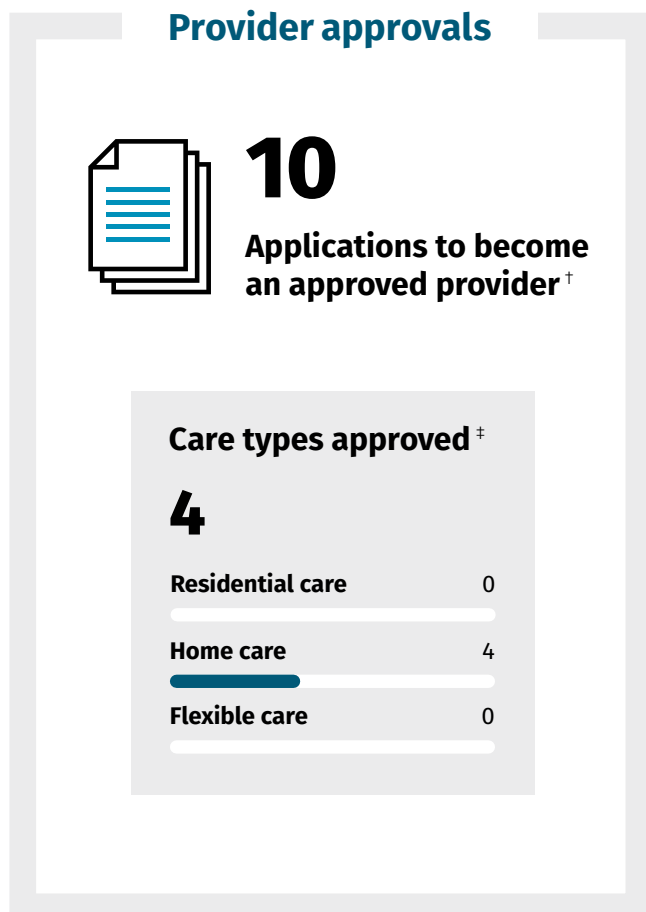 Provider approvals
10
Applications to become
an approved provider †
Care types approved ‡
4
Residential care 0
Home care 4
Flexible care 0